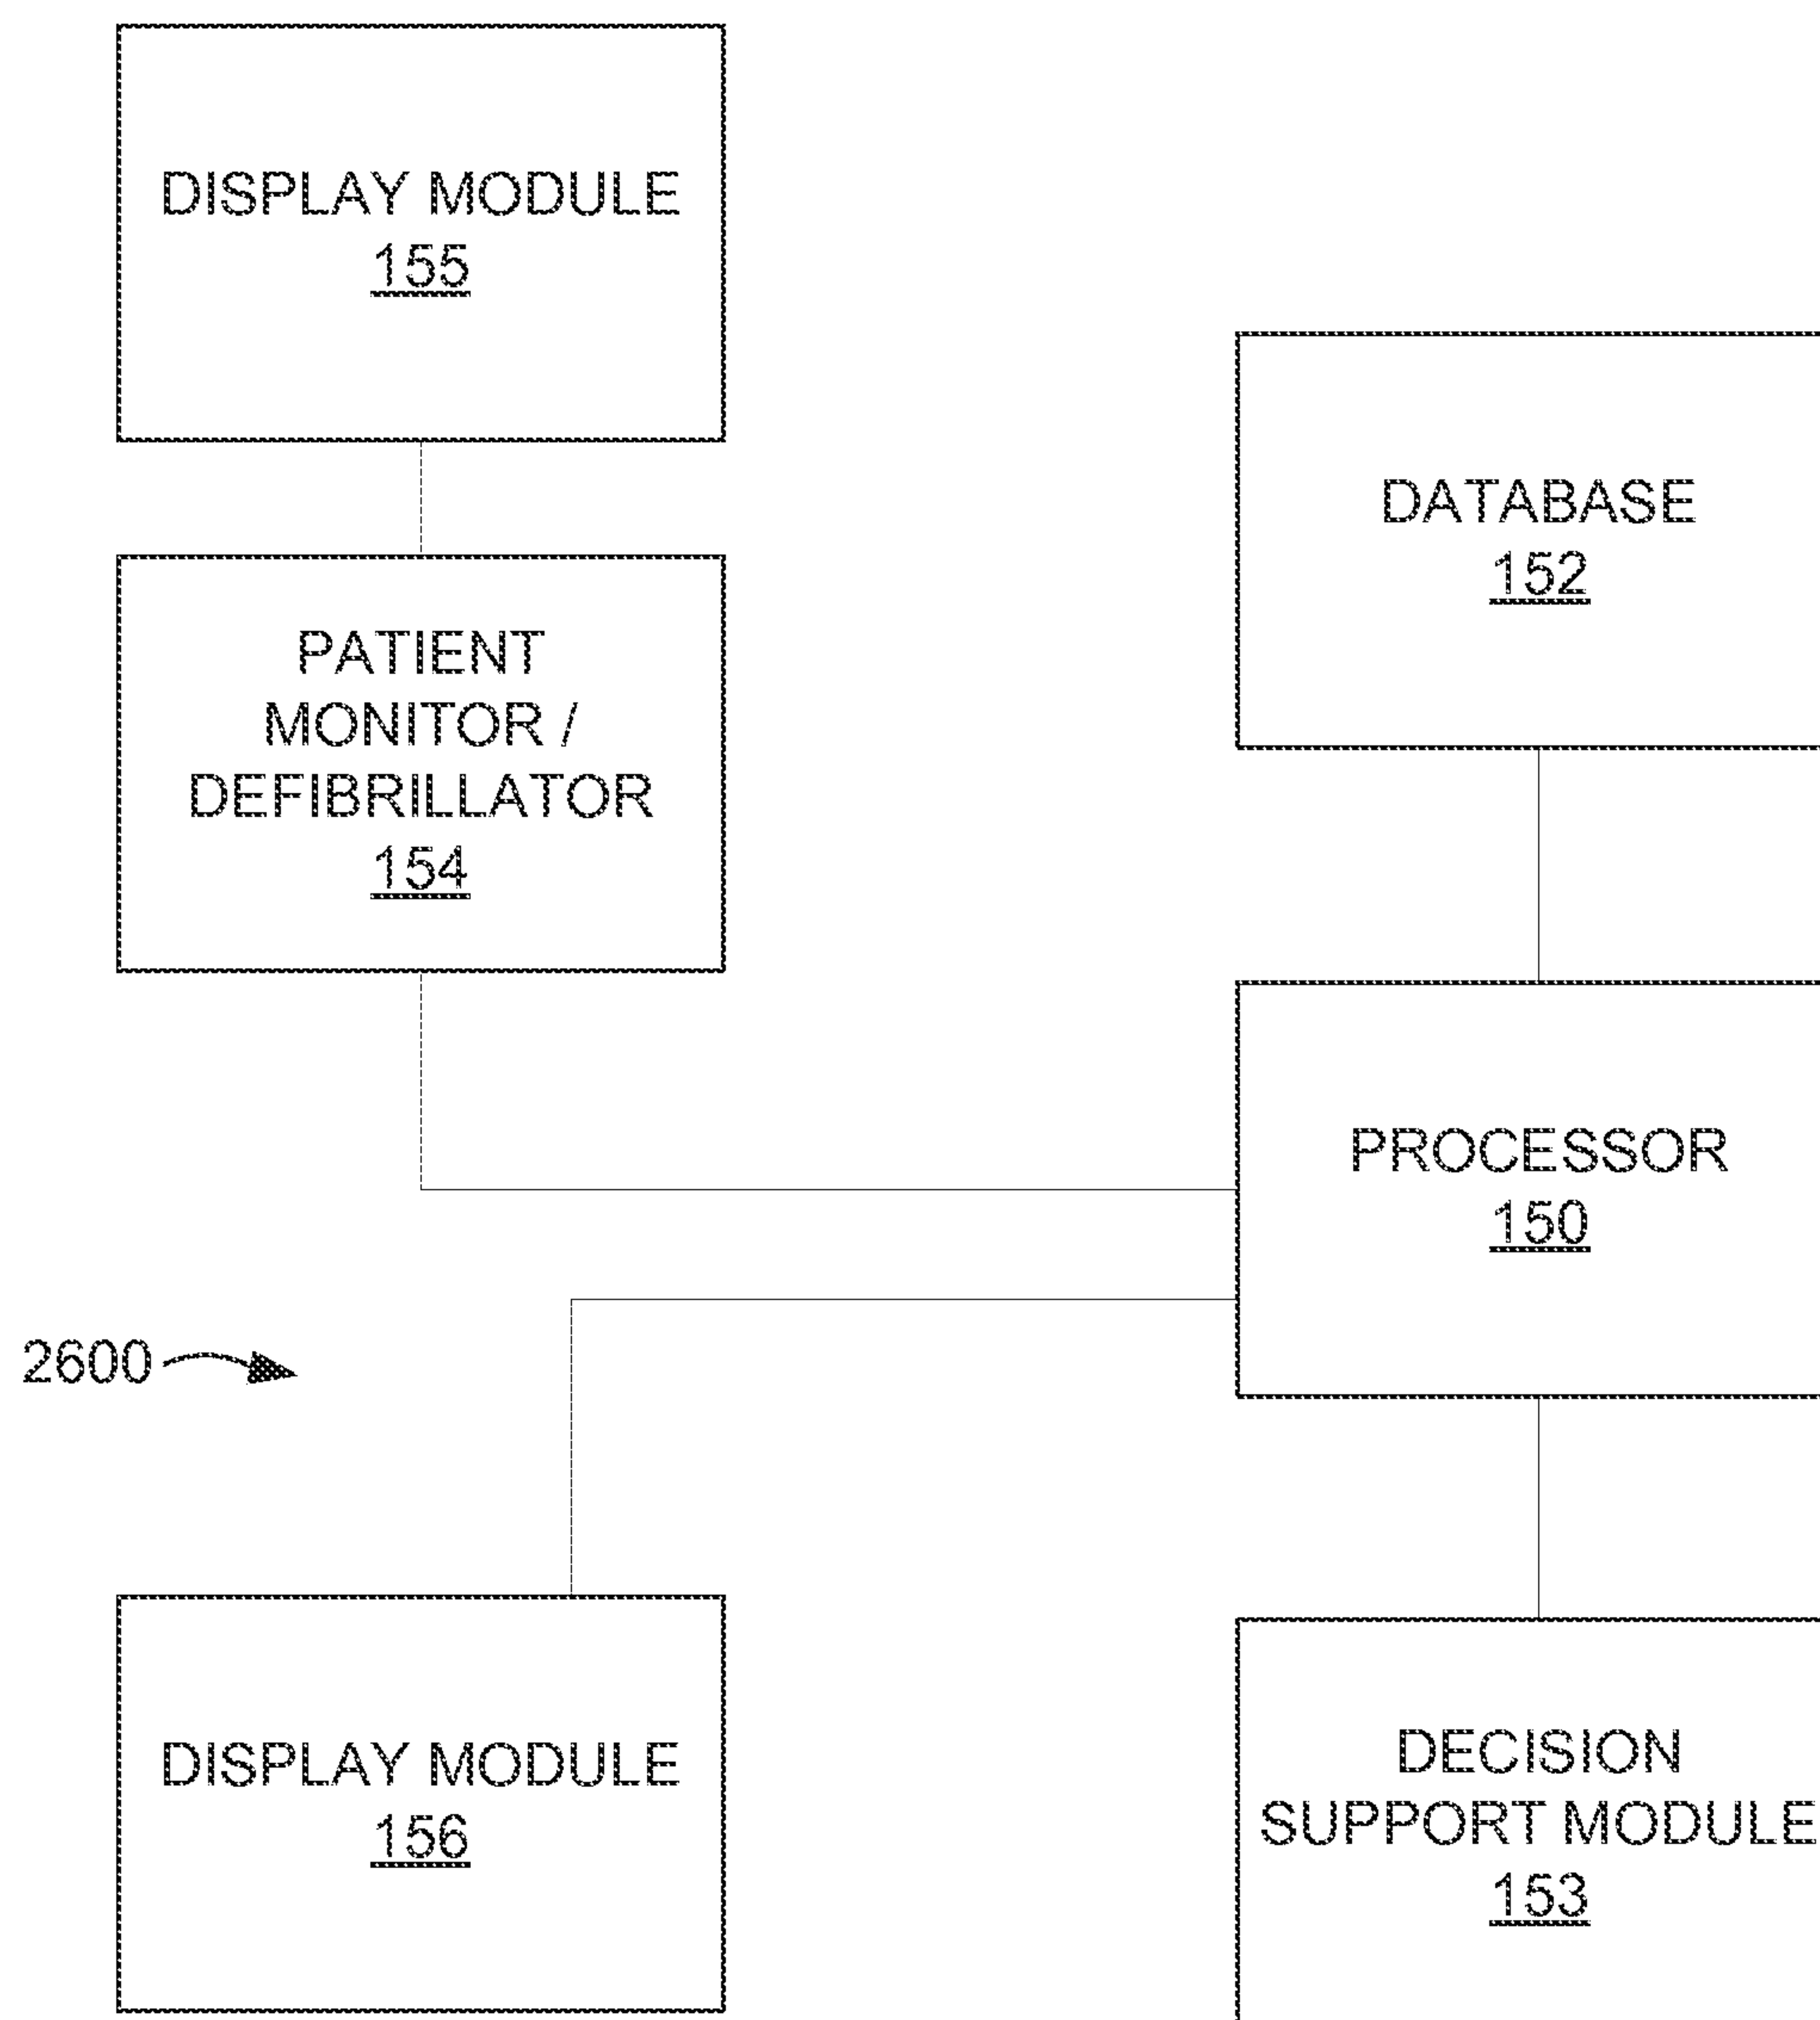 DISPLAY MODULE
155
DATABASE
152
PATIENT
MONITOR /
DEFIBRILLATOR
154
PROCESSOR
150
2600
DISPLAY MODULE
156
DECISION
SUPPORT MODULE
153